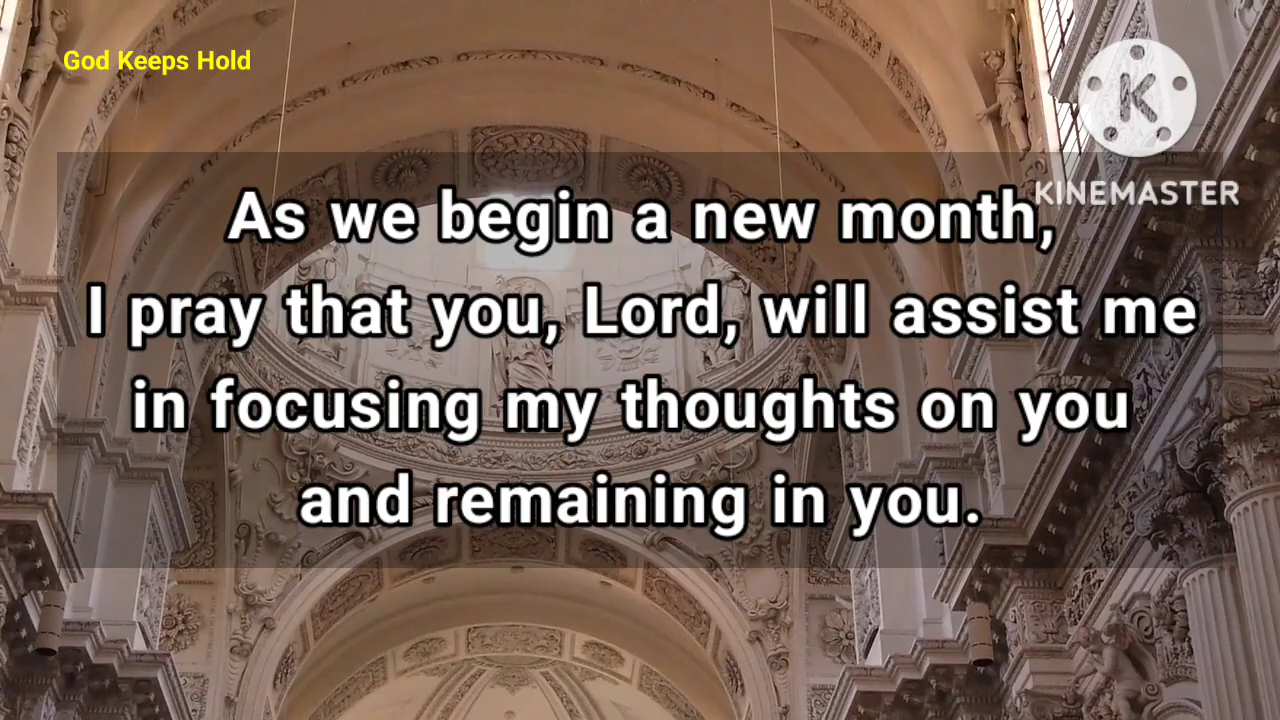 God Keeps Hold
K
KINEMASTER
As we begin a new month,
I pray that you, Lord, will assist me
in focusing my thoughts on you
and remaining in you.